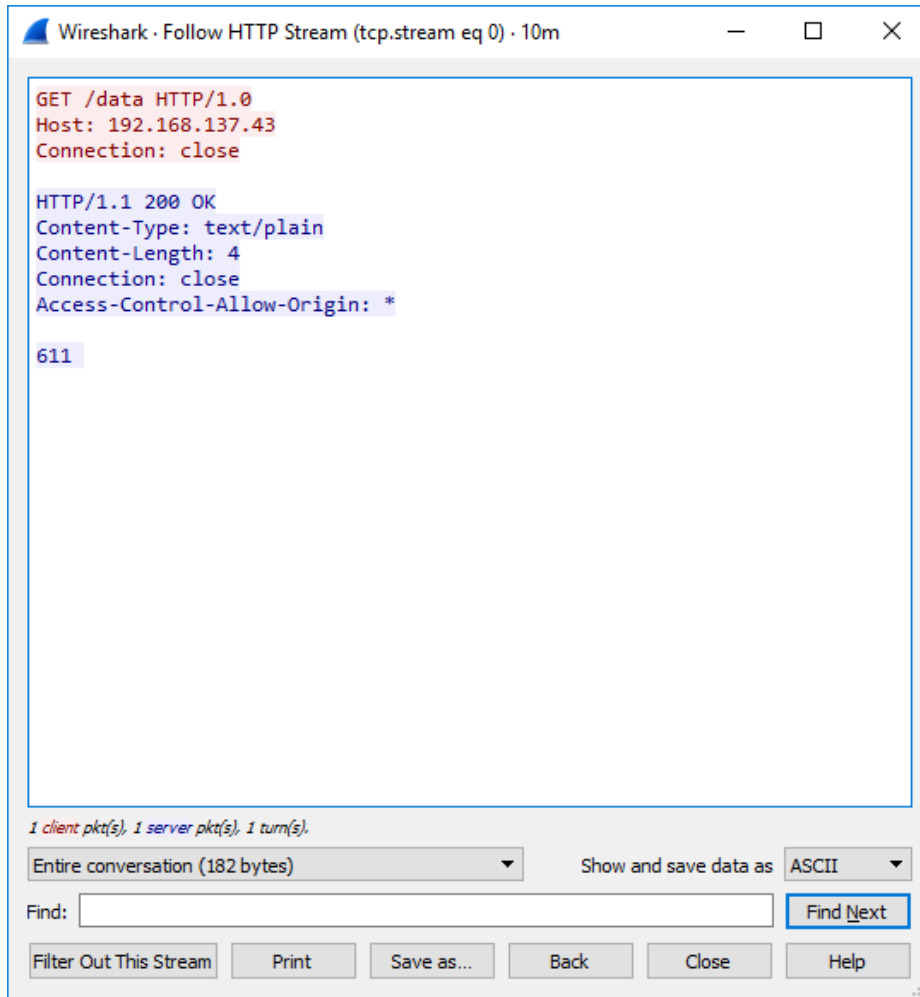 Wireshark · Follow HTTP Stream (tcp.stream eq 0) · 10m
GET /data HTTP/1.0
Host: 192.168.137.43
Connection: close
HTTP/1.1 200 OK
Content-Type: text/plain
Content-Length: 4
Connection: close
Access-Control-Allow-Origin: *
611
1 client pkt(s), 1 server pkt(s), 1 turn(s).
Entire conversation (182 bytes) Show and save data as ASCII
Find: Find Next
Filter Out This Stream Print Save as... Back Close Help